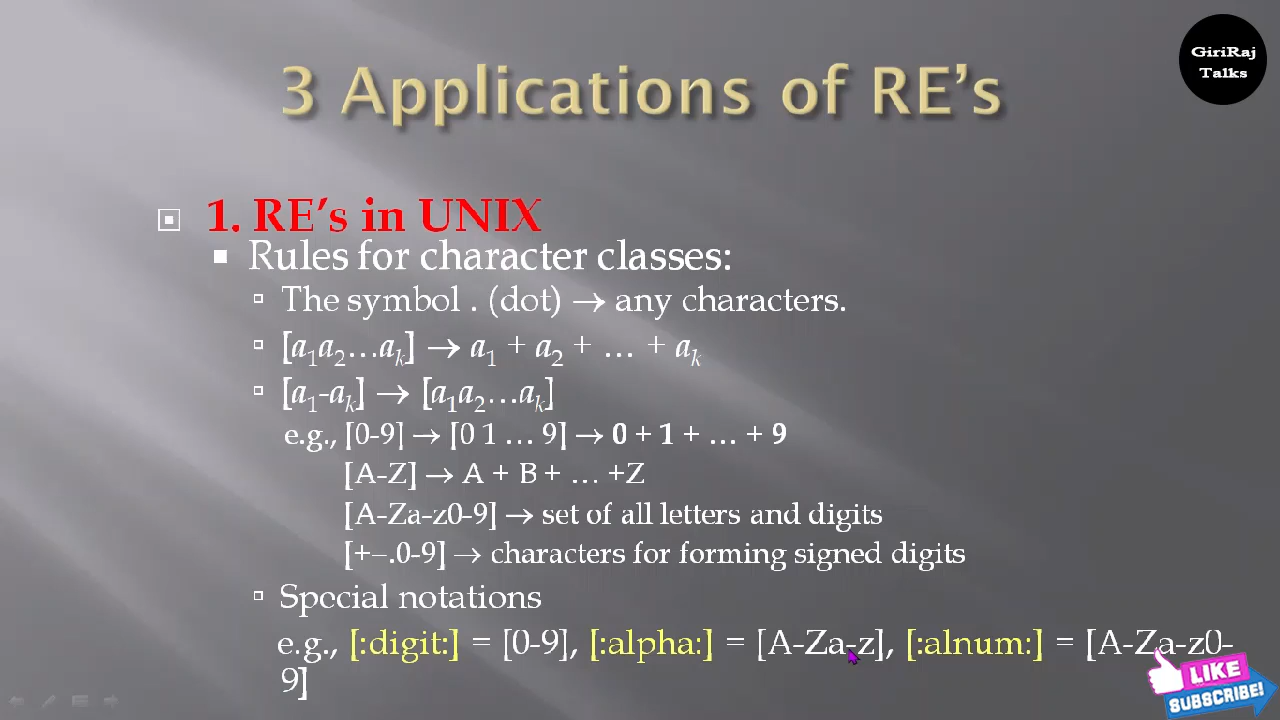 GiriRaj
Talks
3 Applications of RE's
1. RE's in UNIX
Rules for character classes:
The symbol . (dot) → any characters.
[a1a2…ak] → a1 + a2 + … + ak
[a1-ak] → [a1a2…ak]
e.g., [0-9] → [0 1 … 9] → 0 + 1 + … + 9
[A-Z] → A + B + … +Z
[A-Za-z0-9] → set of all letters and digits
[+−.0-9] → characters for forming signed digits
Special notations
e.g., [:digit:] = [0-9], [:alpha:] = [A-Za-z], [:alnum:] = [A-Za-z0-
9]
LIKE
SUBSCRIBE!